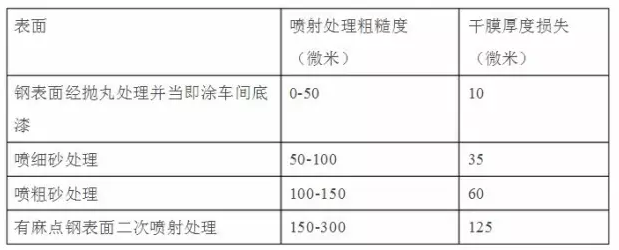 表面 喷射处理粗糙度 干膜厚度损失
（微米） （微米）
钢表面经抛丸处理并当即涂车间底 0-50 10
漆
喷细砂处理 50-100 35
喷粗砂处理 100-150 60
有麻点钢表面二次喷射处理 150-300 125